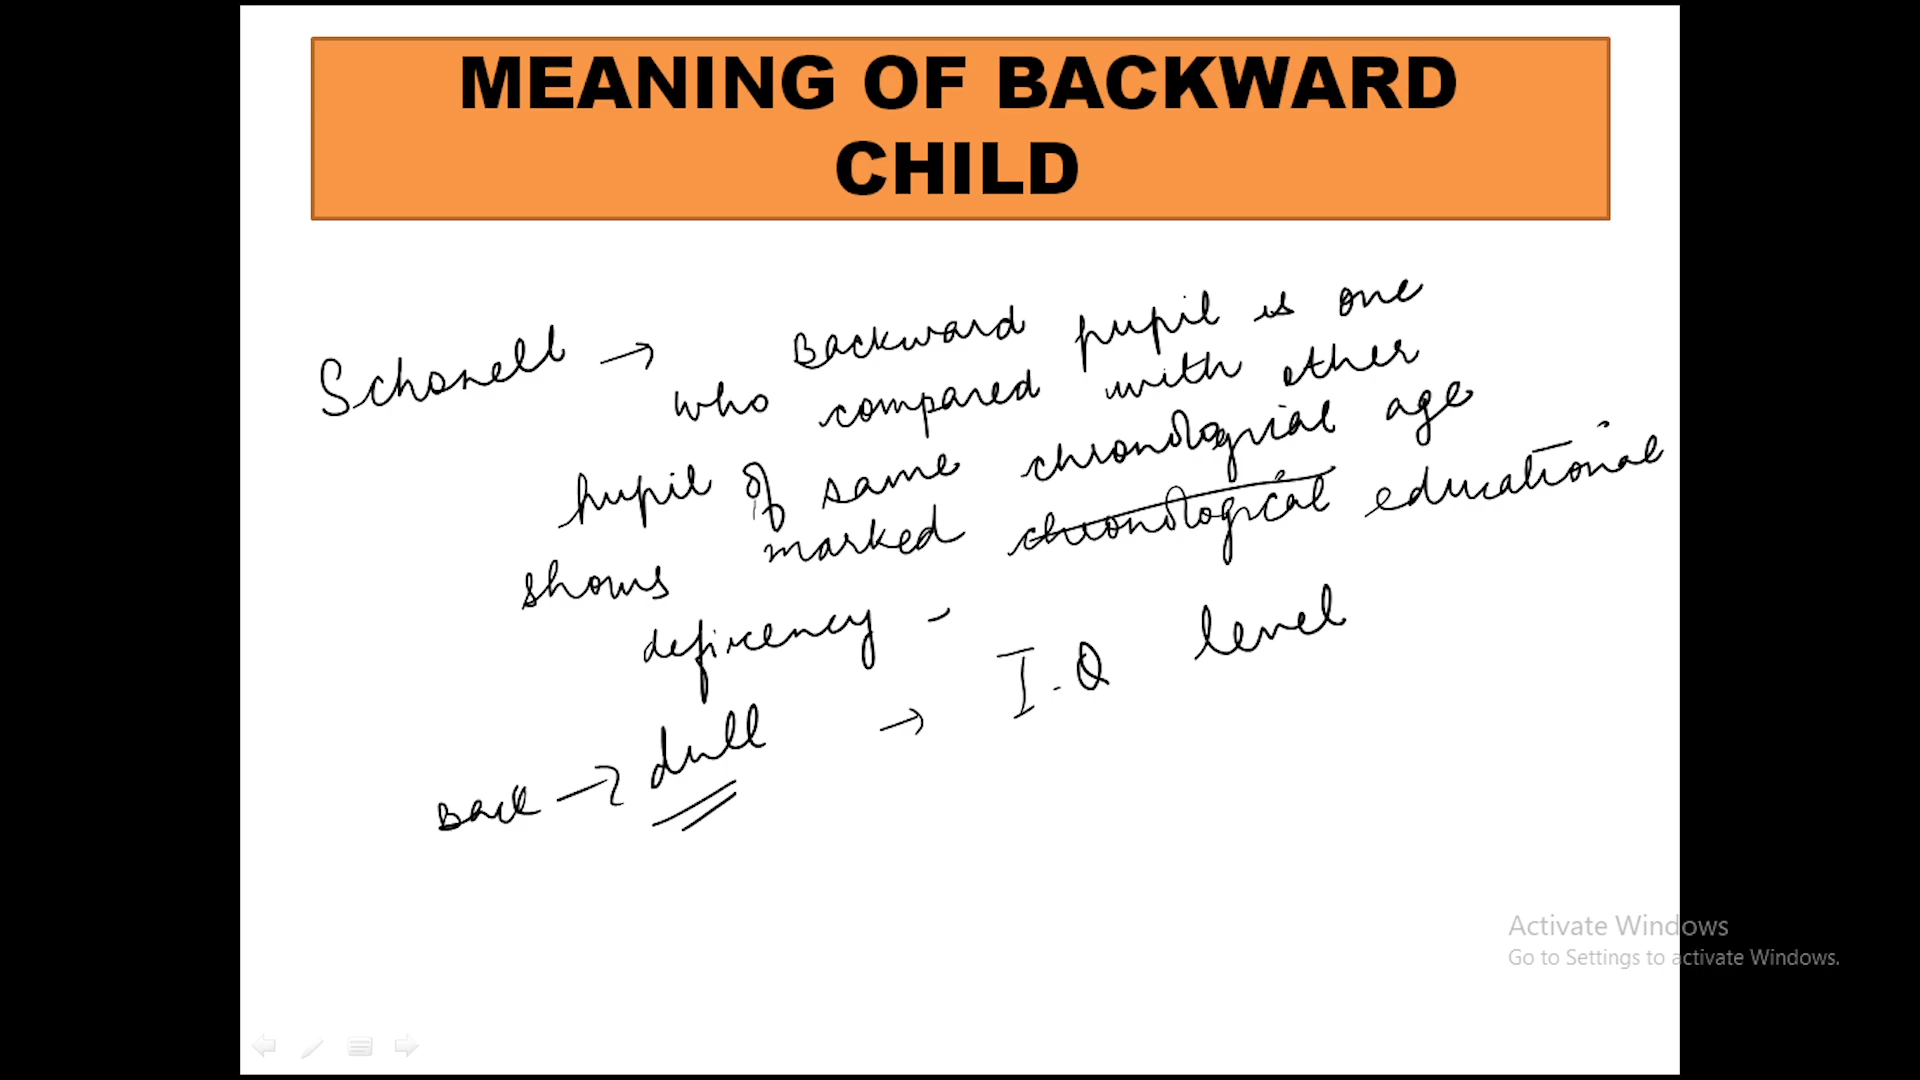 MEANING OF BACKWARD
CHILD
Schonell → Backward pupil is one
who compared with other
pupil of same chronological age
shows marked chronological educational
deficency -
Back → dull → I.Q level
Activate Windows
Go to Settings to activate Windows.